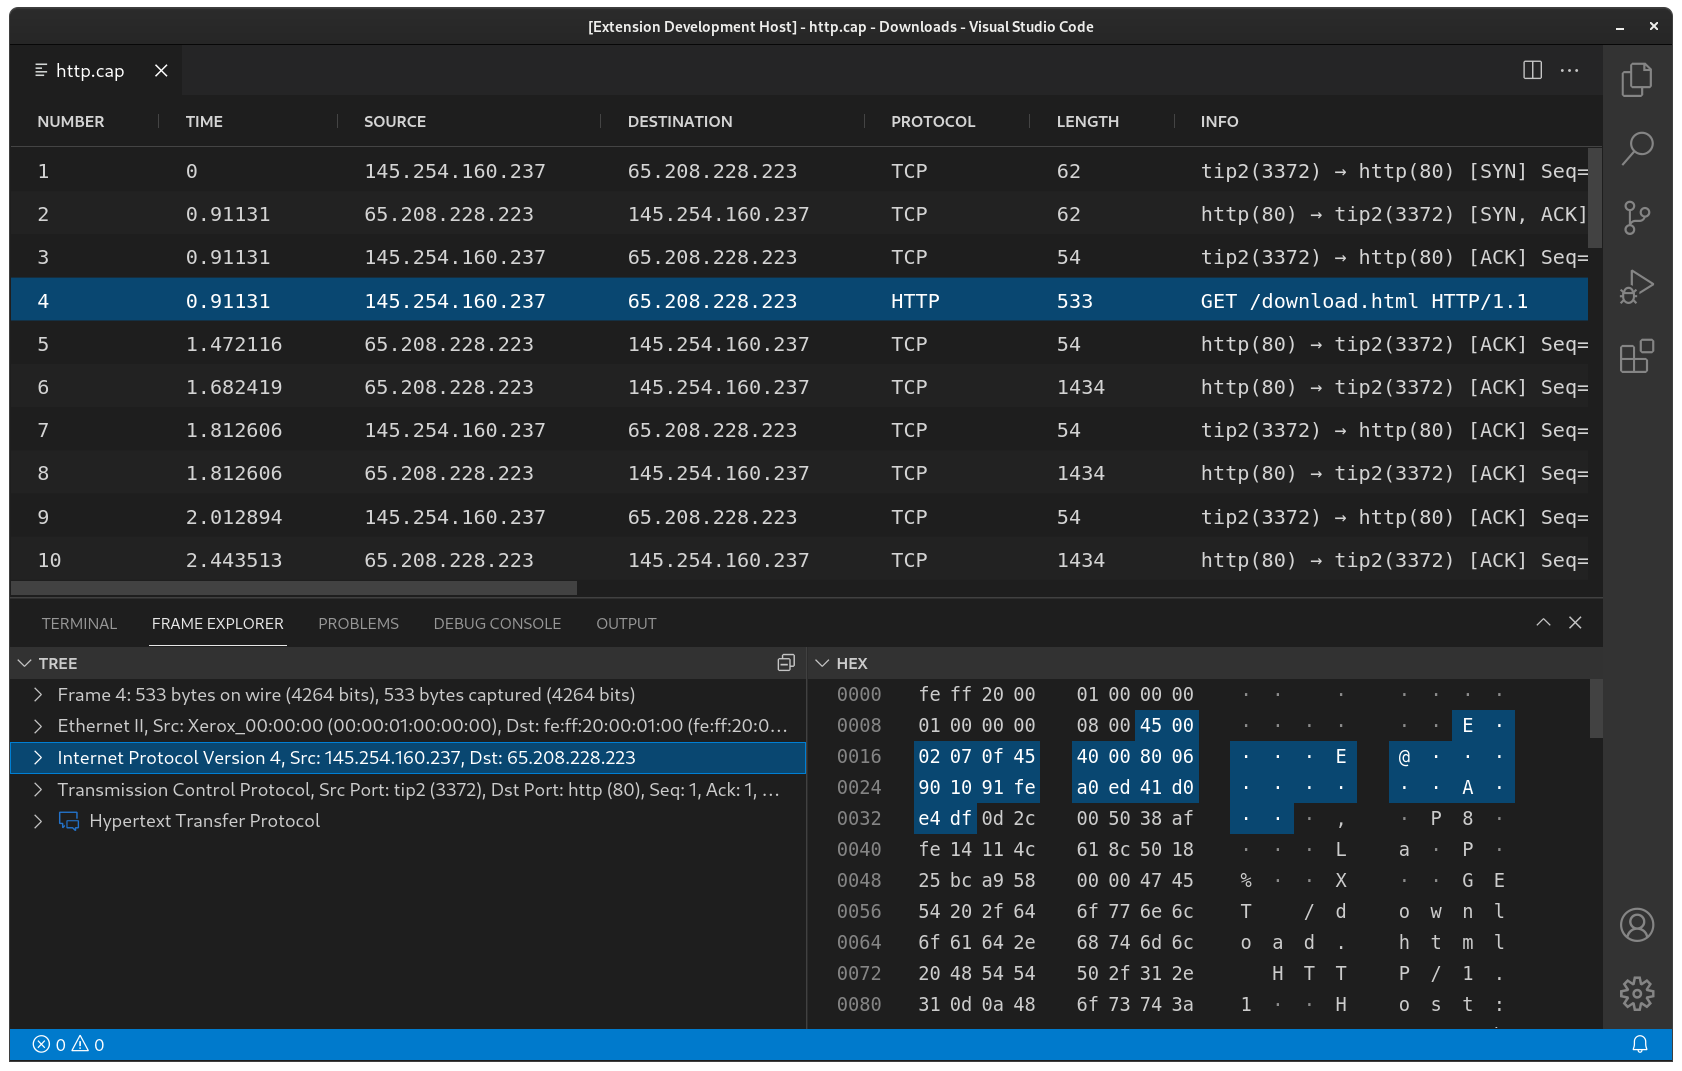 [Extension Development Host] - http.cap - Downloads - Visual Studio Code
http.cap
NUMBER TIME SOURCE DESTINATION PROTOCOL LENGTH INFO
1 0 145.254.160.237 65.208.228.223 TCP 62 tip2(3372) → http(80) [SYN] Seq=
2 0.91131 65.208.228.223 145.254.160.237 TCP 62 http(80) → tip2(3372) [SYN, ACK]
3 0.91131 145.254.160.237 65.208.228.223 TCP 54 tip2(3372) → http(80) [ACK] Seq=
4 0.91131 145.254.160.237 65.208.228.223 HTTP 533 GET /download.html HTTP/1.1
5 1.472116 65.208.228.223 145.254.160.237 TCP 54 http(80) → tip2(3372) [ACK] Seq=
6 1.682419 65.208.228.223 145.254.160.237 TCP 1434 http(80) → tip2(3372) [ACK] Seq=
7 1.812606 145.254.160.237 65.208.228.223 TCP 54 tip2(3372) → http(80) [ACK] Seq=
8 1.812606 65.208.228.223 145.254.160.237 TCP 1434 http(80) → tip2(3372) [ACK] Seq=
9 2.012894 145.254.160.237 65.208.228.223 TCP 54 tip2(3372) → http(80) [ACK] Seq=
10 2.443513 65.208.228.223 145.254.160.237 TCP 1434 http(80) → tip2(3372) [ACK] Seq=
TERMINAL FRAME EXPLORER PROBLEMS DEBUG CONSOLE OUTPUT
TREE
Frame 4: 533 bytes on wire (4264 bits), 533 bytes captured (4264 bits)
Ethernet II, Src: Xerox_00:00:00 (00:00:01:00:00:00), Dst: fe:ff:20:00:01:00 (fe:ff:20:0...
Internet Protocol Version 4, Src: 145.254.160.237, Dst: 65.208.228.223
Transmission Control Protocol, Src Port: tip2 (3372), Dst Port: http (80), Seq: 1, Ack: 1, ...
Hypertext Transfer Protocol
HEX
0000 fe ff 20 00 01 00 00 00 · · · · · · ·
0008 01 00 00 00 08 00 45 00 · · · · · · E ·
0016 02 07 0f 45 40 00 80 06 · · · E @ · · ·
0024 90 10 91 fe a0 ed 41 d0 · · · · · · A ·
0032 e4 df 0d 2c 00 50 38 af · · · , · P 8 ·
0040 fe 14 11 4c 61 8c 50 18 · · · L a · P ·
0048 25 bc a9 58 00 00 47 45 % · · X · · G E
0056 54 20 2f 64 6f 77 6e 6c T / d o w n l
0064 6f 61 64 2e 68 74 6d 6c o a d . h t m l
0072 20 48 54 54 50 2f 31 2e H T T P / 1 .
0080 31 0d 0a 48 6f 73 74 3a 1 · · H o s t :
0 0